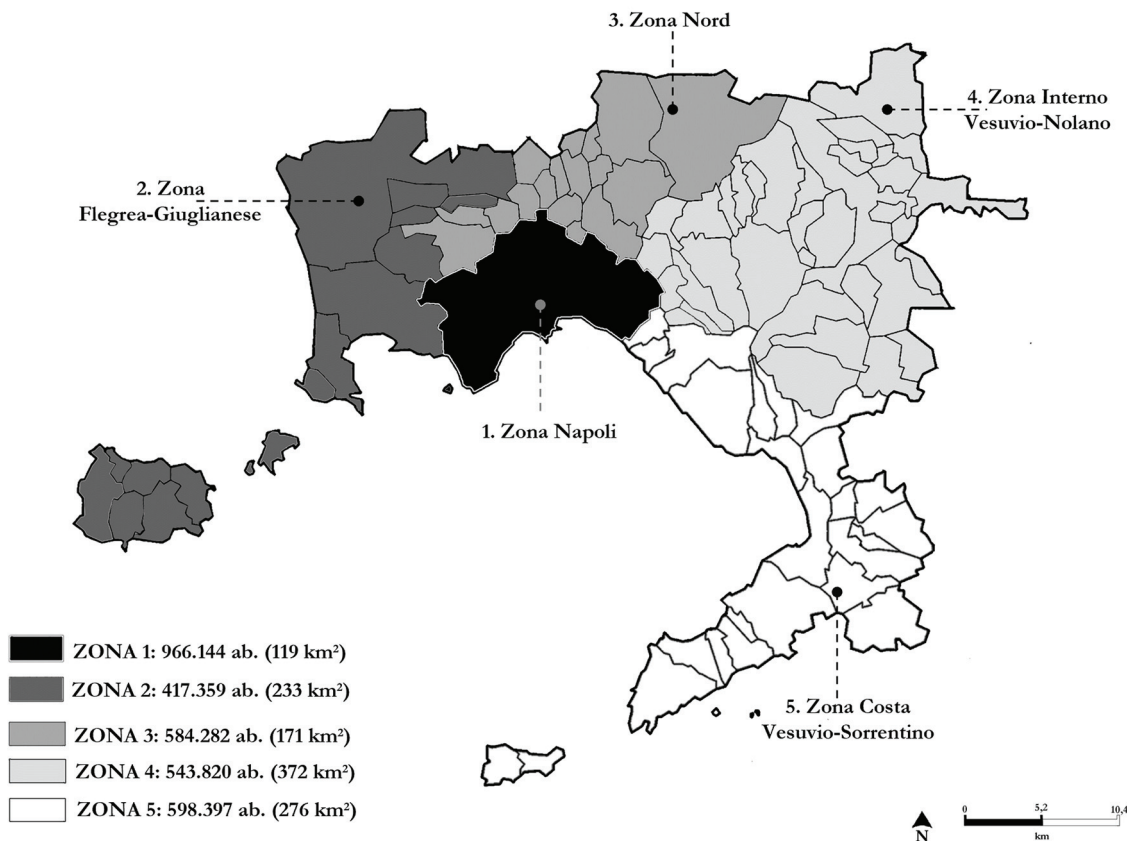 3. Zona Nord
4. Zona Interno
Vesuvio-Nolano
2. Zona
Flegrea-Giuglianese
1. Zona Napoli
5. Zona Costa
Vesuvio-Sorrentino
ZONA 1: 966.144 ab. (119 km²)
ZONA 2: 417.359 ab. (233 km²)
ZONA 3: 584.282 ab. (171 km²)
ZONA 4: 543.820 ab. (372 km²)
ZONA 5: 598.397 ab. (276 km²)
N
0 5,2 10,4
km